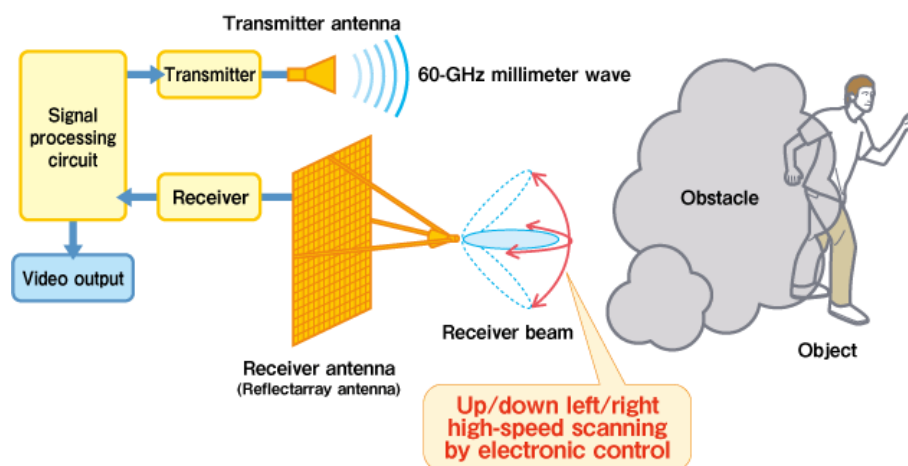 Transmitter antenna
Transmitter
60-GHz millimeter wave
Signal
processing
circuit
Receiver
Obstacle
Video output
Receiver beam
Object
Receiver antenna
(Reflectarray antenna)
Up/down left/right
high-speed scanning
by electronic control